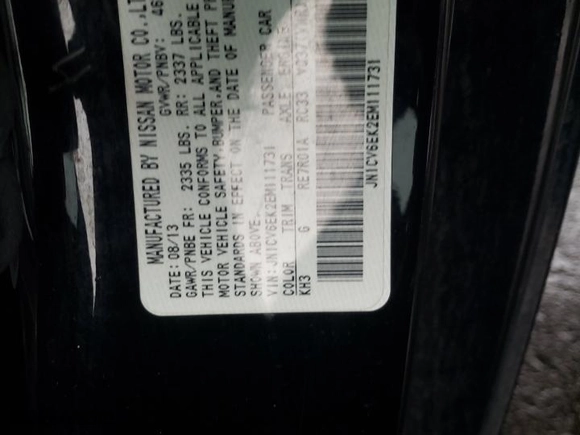 MANUFACTURED BY NISSAN MOTOR CO.,LT
DATE: 08/13 GVWR/PNBV: 46
GAWR/PNBE FR: 2335 LBS. RR: 2337 LBS.
THIS VEHICLE CONFORMS TO ALL APPLICABLE
MOTOR VEHICLE SAFETY,BUMPER,AND THEFT P
STANDARDS IN EFFECT ON THE DATE OF MANU
SHOWN ABOVE.
VIN:JN1CV6EK2EM111731 PASSENGER CAR
COLOR TRIM TRANS AXLE
KH3 G RE7R01A RC33
JN1CV6EK2EM111731